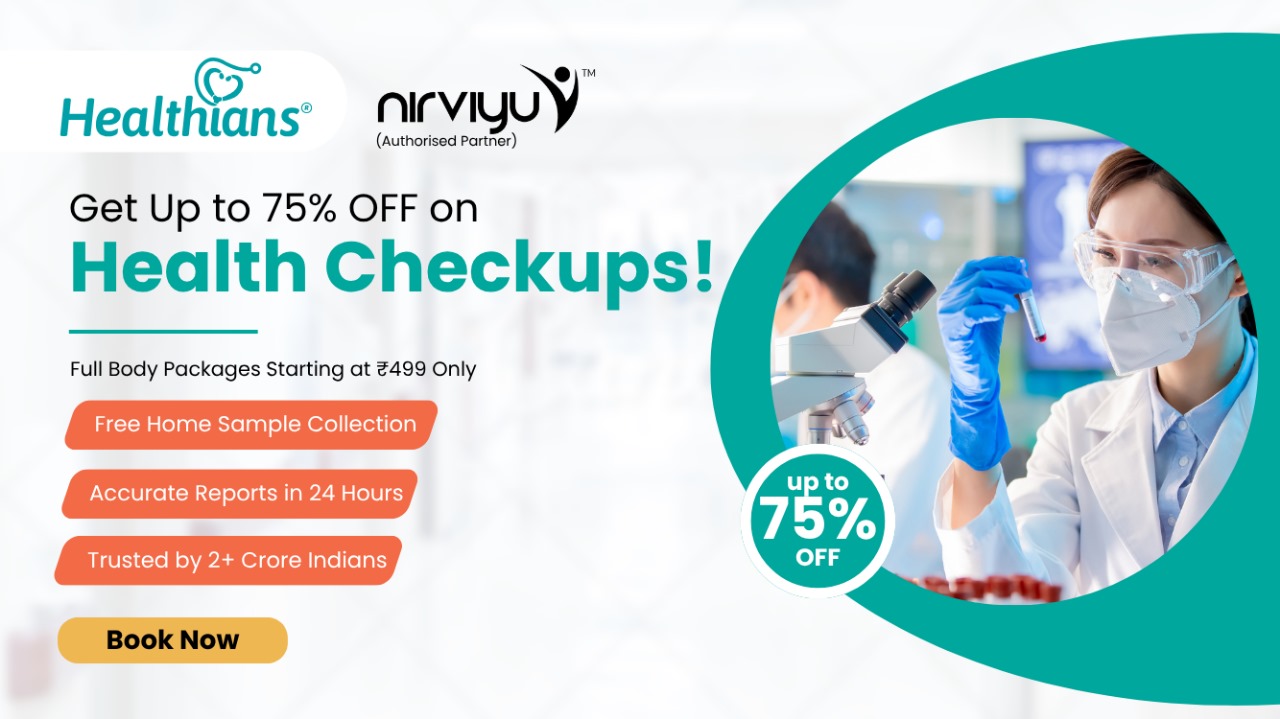 Healthians®
nirviyu™
(Authorised Partner)
Get Up to 75% OFF on
Health Checkups!
Full Body Packages Starting at ₹499 Only
Free Home Sample Collection
Accurate Reports in 24 Hours
Trusted by 2+ Crore Indians
Book Now
up to
75%
OFF